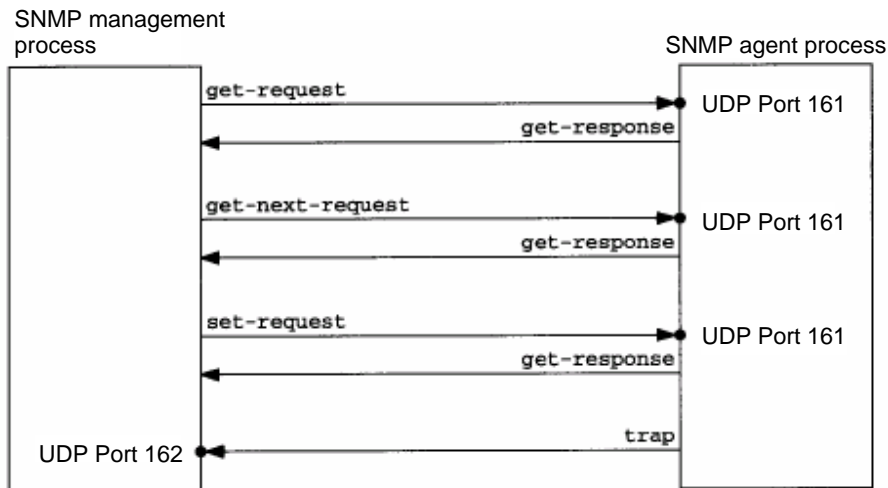 SNMP management
process
SNMP agent process
get-request
UDP Port 161
get-response
get-next-request
UDP Port 161
get-response
set-request
UDP Port 161
get-response
trap
UDP Port 162